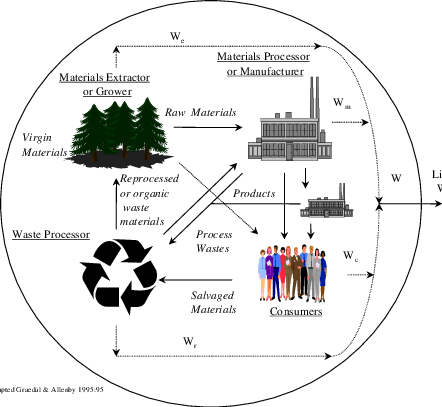 We
Materials Processor
or Manufacturer
Materials Extractor
or Grower
Raw Materials
Wm
Virgin
Materials
Reprocessed
or organic
waste
materials
Products
W
Li
W
Waste Processor
Process
Wastes
Wc
Salvaged
Materials
Consumers
Wr
pted Graedal & Allenby 1995:95